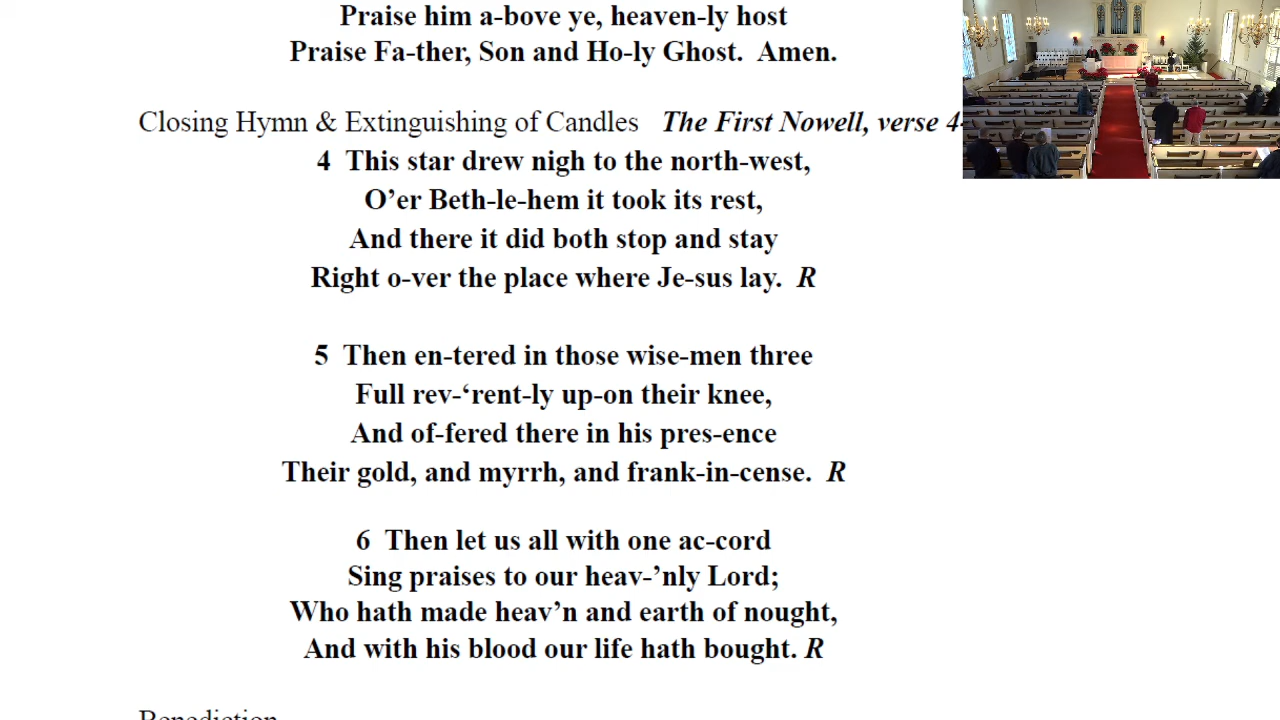 Praise him a-bove ye, heaven-ly host
Praise Fa-ther, Son and Ho-ly Ghost.  Amen.
Closing Hymn & Extinguishing of Candles   The First Nowell, verse 4-
4  This star drew nigh to the north-west,
O’er Beth-le-hem it took its rest,
And there it did both stop and stay
Right o-ver the place where Je-sus lay.  R
5  Then en-tered in those wise-men three
Full rev-‘rent-ly up-on their knee,
And of-fered there in his pres-ence
Their gold, and myrrh, and frank-in-cense.  R
6  Then let us all with one ac-cord
Sing praises to our heav-’nly Lord;
Who hath made heav’n and earth of nought,
And with his blood our life hath bought. R
Benediction